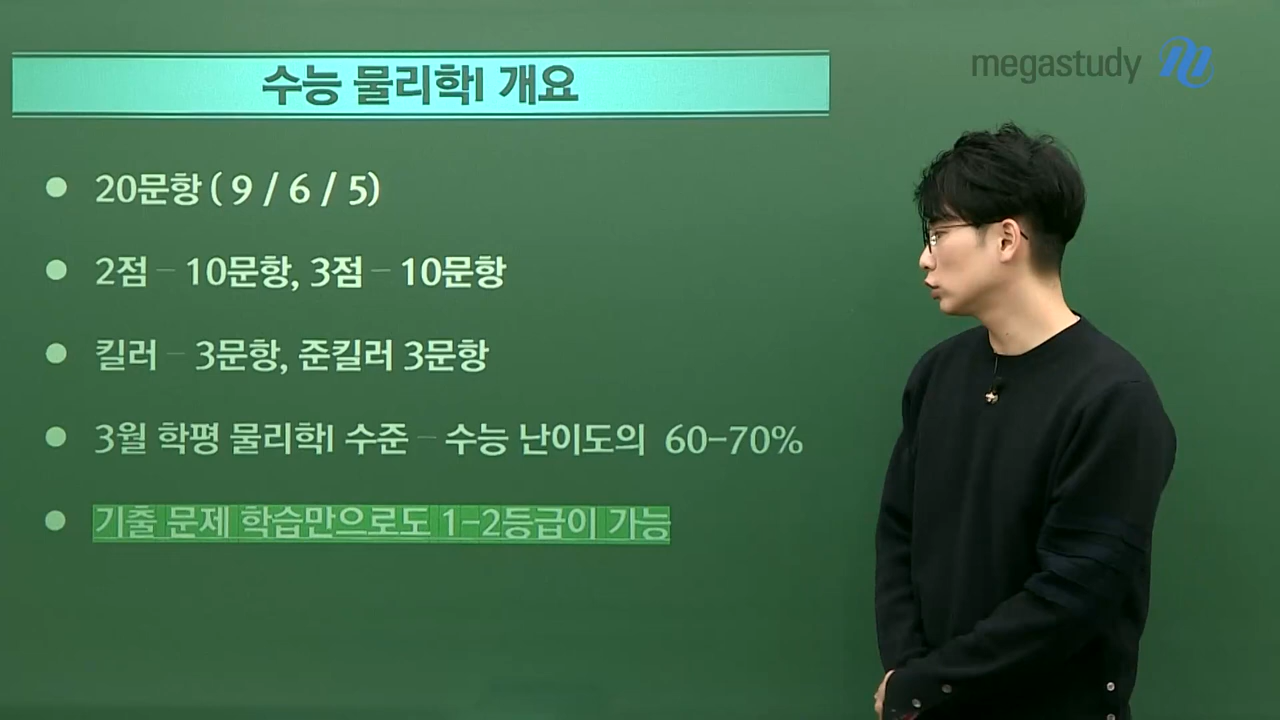 수능 물리학I 개요
megastudy
20문항 ( 9 / 6 / 5)
2점 – 10문항, 3점 – 10문항
킬러 – 3문항, 준킬러 3문항
3월 학평 물리학I 수준 – 수능 난이도의 60-70%
기출 문제 학습만으로도 1-2등급이 가능